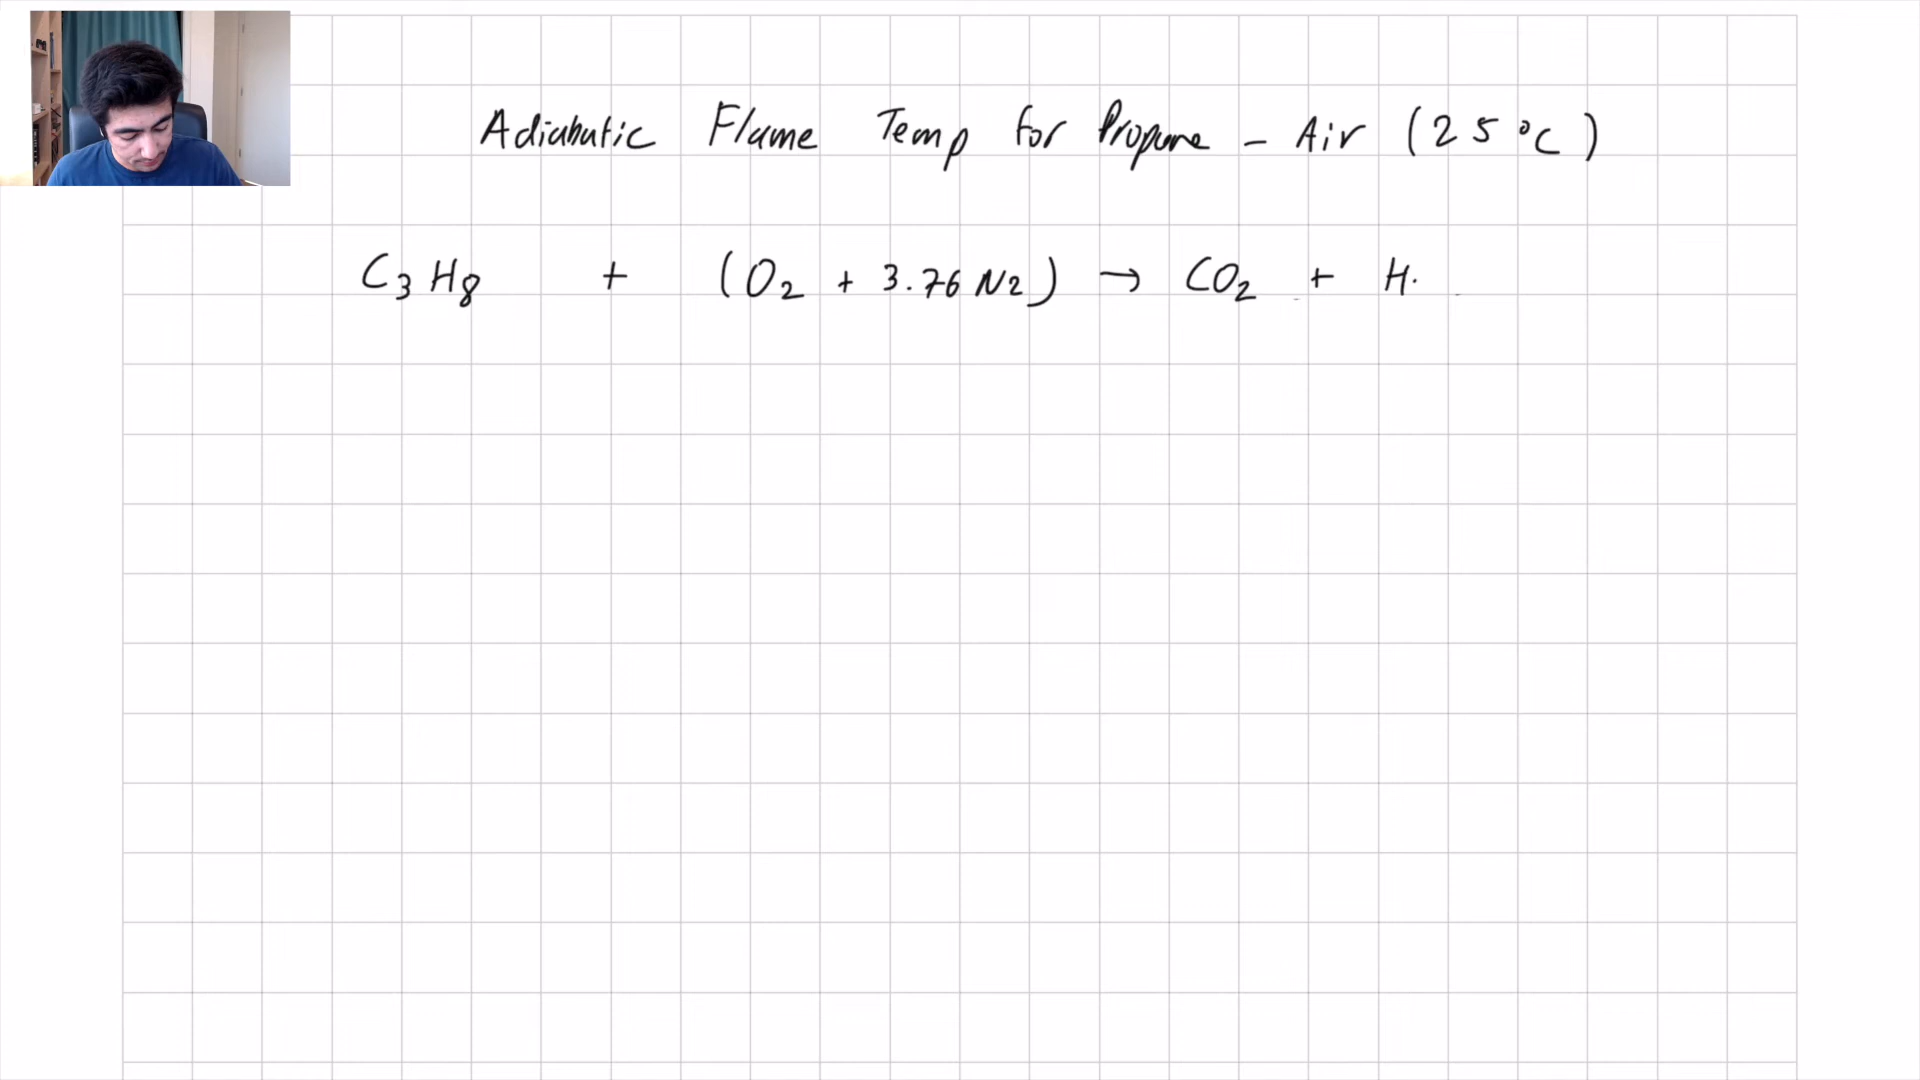 Adiabatic Flame Temp for Propane - Air (25°C)
C3H8 + (O2 + 3.76 N2) → CO2 + H